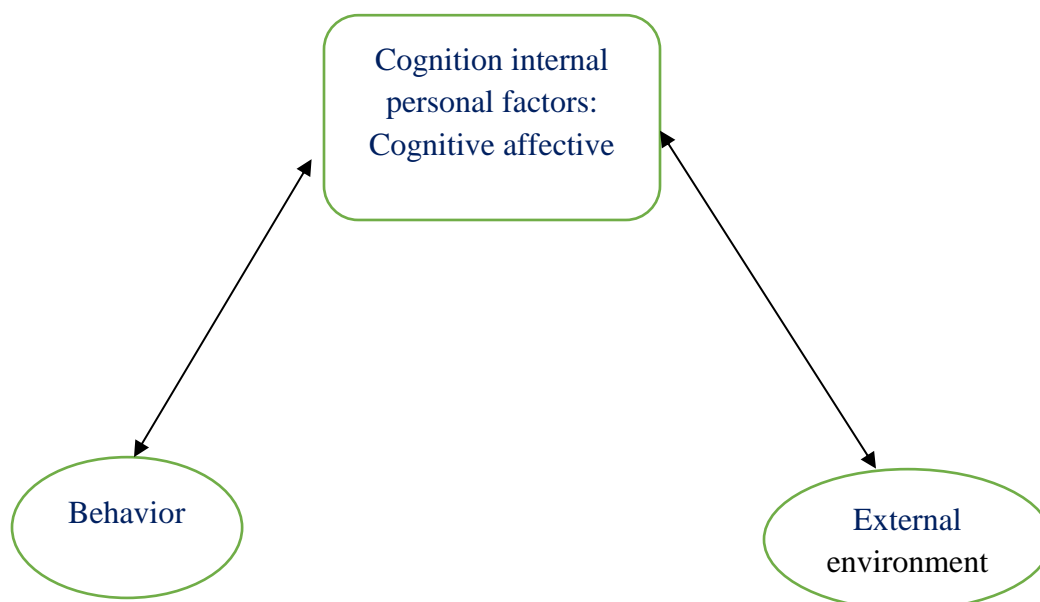 Cognition internal
personal factors:
Cognitive affective
Behavior
External
environment